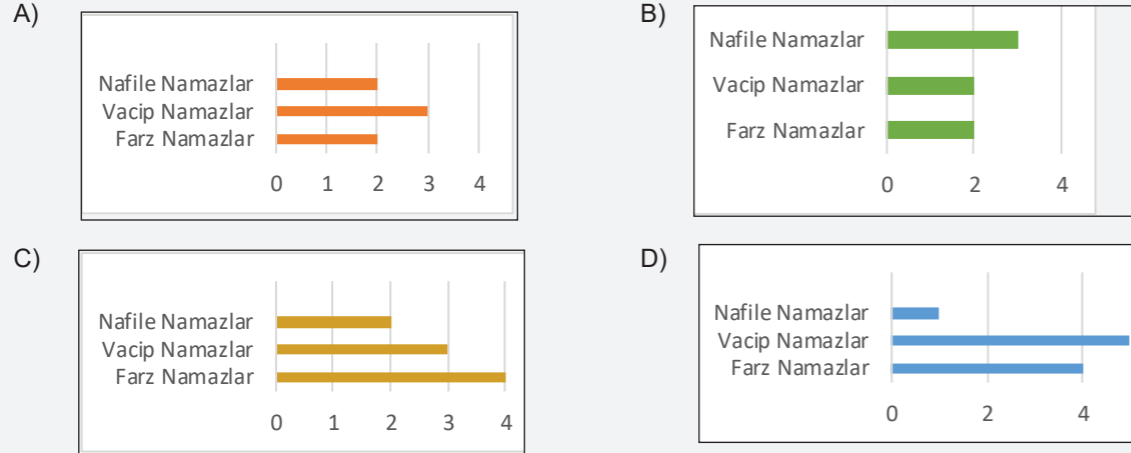 A)
Nafile Namazlar
Vacip Namazlar
Farz Namazlar
0 1 2 3 4
B)
Nafile Namazlar
Vacip Namazlar
Farz Namazlar
0 2 4
C)
Nafile Namazlar
Vacip Namazlar
Farz Namazlar
0 1 2 3 4
D)
Nafile Namazlar
Vacip Namazlar
Farz Namazlar
0 2 4